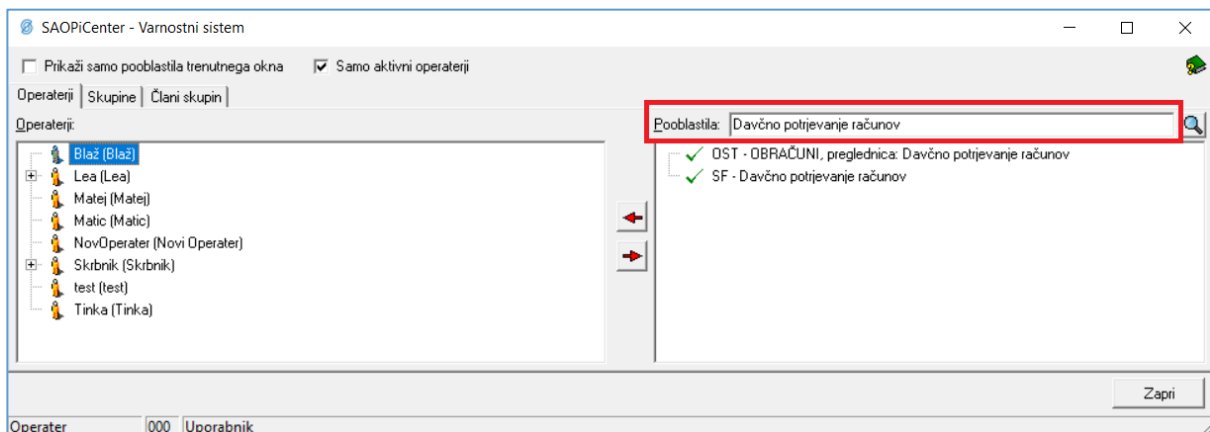 SAOPiCenter - Varnostni sistem
Prikaži samo pooblastila trenutnega okna Samo aktivni operaterji
Operaterji Skupine Člani skupin
Operaterji:
Blaž (Blaž)
Lea (Lea)
Matej (Matej)
Matic (Matic)
NovOperater (Novi Operater)
Skrbnik (Skrbnik)
test (test)
Tinka (Tinka)
Pooblastila: Davčno potrjevanje računov
OST - OBRAČUNI, preglednica: Davčno potrjevanje računov
SF - Davčno potrjevanje računov
Zapri
Operater 000 Uporabnik